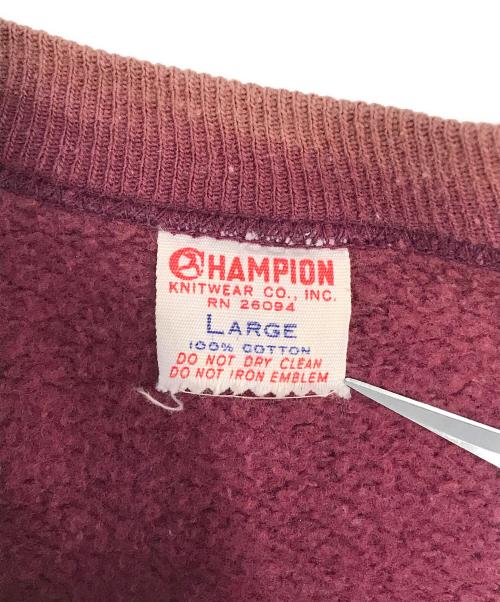 CHAMPION
KNITWEAR CO., INC.
RN 26094
LARGE
100% COTTON
DO NOT DRY CLEAN
DO NOT IRON EMBLEM